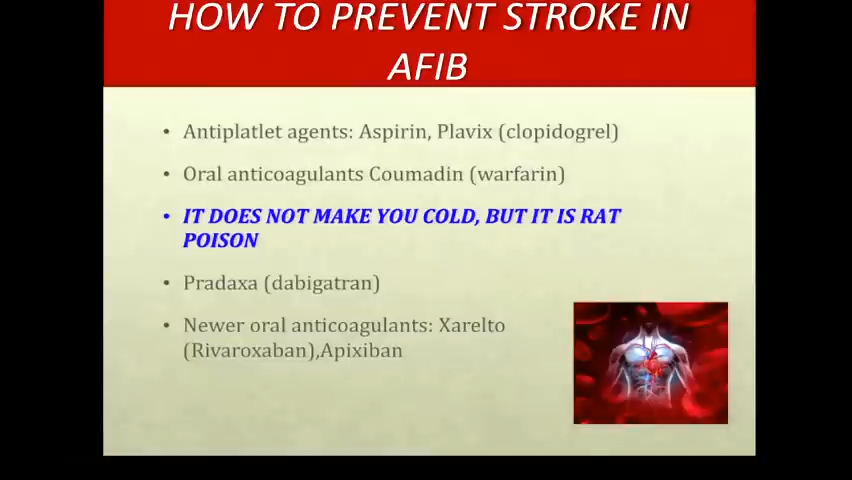 HOW TO PREVENT STROKE IN
AFIB
• Antiplatlet agents: Aspirin, Plavix (clopidogrel)
• Oral anticoagulants Coumadin (warfarin)
• IT DOES NOT MAKE YOU COLD, BUT IT IS RAT
POISON
• Pradaxa (dabigatran)
• Newer oral anticoagulants: Xarelto
(Rivaroxaban),Apixiban